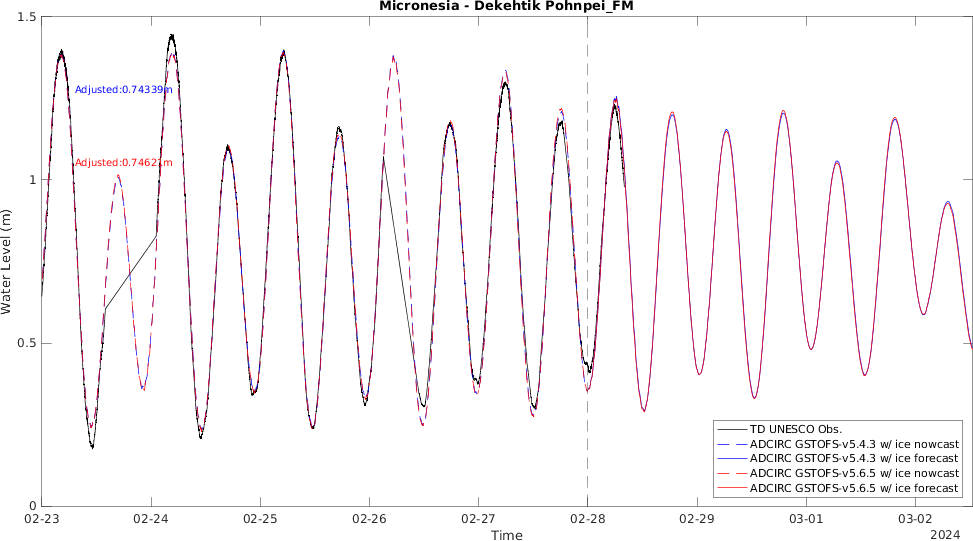 Micronesia - Dekehtik Pohnpei_FM
1.5
Adjusted:0.74339m
Adjusted:0.74621m
1
Water Level (m)
0.5
0
TD UNESCO Obs.
ADCIRC GSTOFS-v5.4.3 w/ ice nowcast
ADCIRC GSTOFS-v5.4.3 w/ ice forecast
ADCIRC GSTOFS-v5.6.5 w/ ice nowcast
ADCIRC GSTOFS-v5.6.5 w/ ice forecast
02-23 02-24 02-25 02-26 02-27 02-28 02-29 03-01 03-02
Time
2024